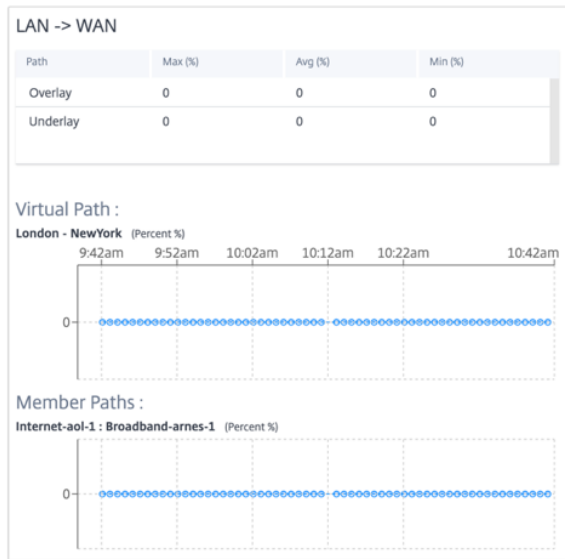 LAN -> WAN
Path Max (%) Avg (%) Min (%)
Overlay 0 0 0
Underlay 0 0 0
Virtual Path :
London - NewYork (Percent %)
9:42am 9:52am 10:02am 10:12am 10:22am 10:42am
0
Member Paths :
Internet-aol-1 : Broadband-arnes-1 (Percent %)
0